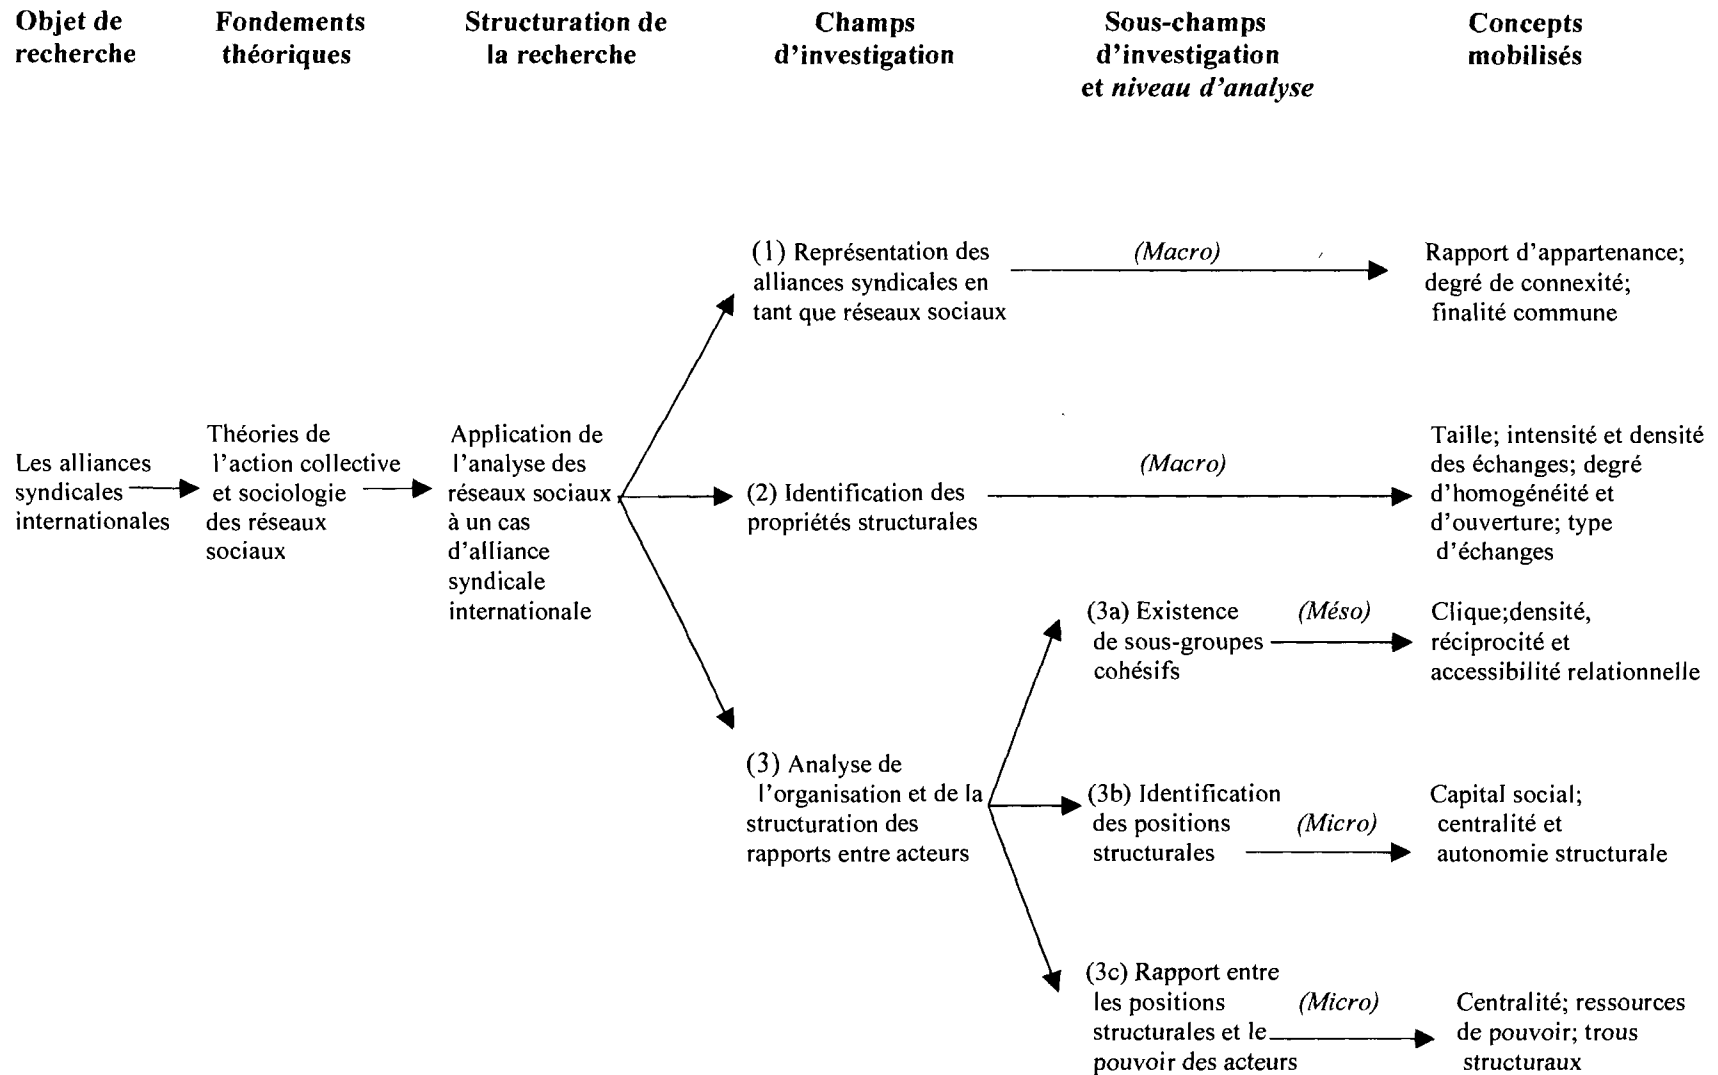 Objet de
recherche
Fondements
théoriques
Structuration de
la recherche
Champs
d'investigation
Sous-champs
d'investigation
et niveau d'analyse
Concepts
mobilisés
Les alliances
syndicales
internationales
Théories de
l'action collective
et sociologie
des réseaux
sociaux
Application de
l'analyse des
réseaux sociaux
à un cas
d'alliance
syndicale
internationale
(1) Représentation des
alliances syndicales en
tant que réseaux sociaux
(Macro)
Rapport d'appartenance;
degré de connexité;
finalité commune
(2) Identification des
propriétés structurales
(Macro)
Taille; intensité et densité
des échanges; degré
d'homogénéité et
d'ouverture; type
d'échanges
(3) Analyse de
l'organisation et de la
structuration des
rapports entre acteurs
(3a) Existence
de sous-groupes
cohésifs
(Méso)
Clique;densité,
réciprocité et
accessibilité relationnelle
(3b) Identification
des positions
structurales
(Micro)
Capital social;
centralité et
autonomie structurale
(3c) Rapport entre
les positions
structurales et le
pouvoir des acteurs
(Micro)
Centralité; ressources
de pouvoir; trous
structuraux